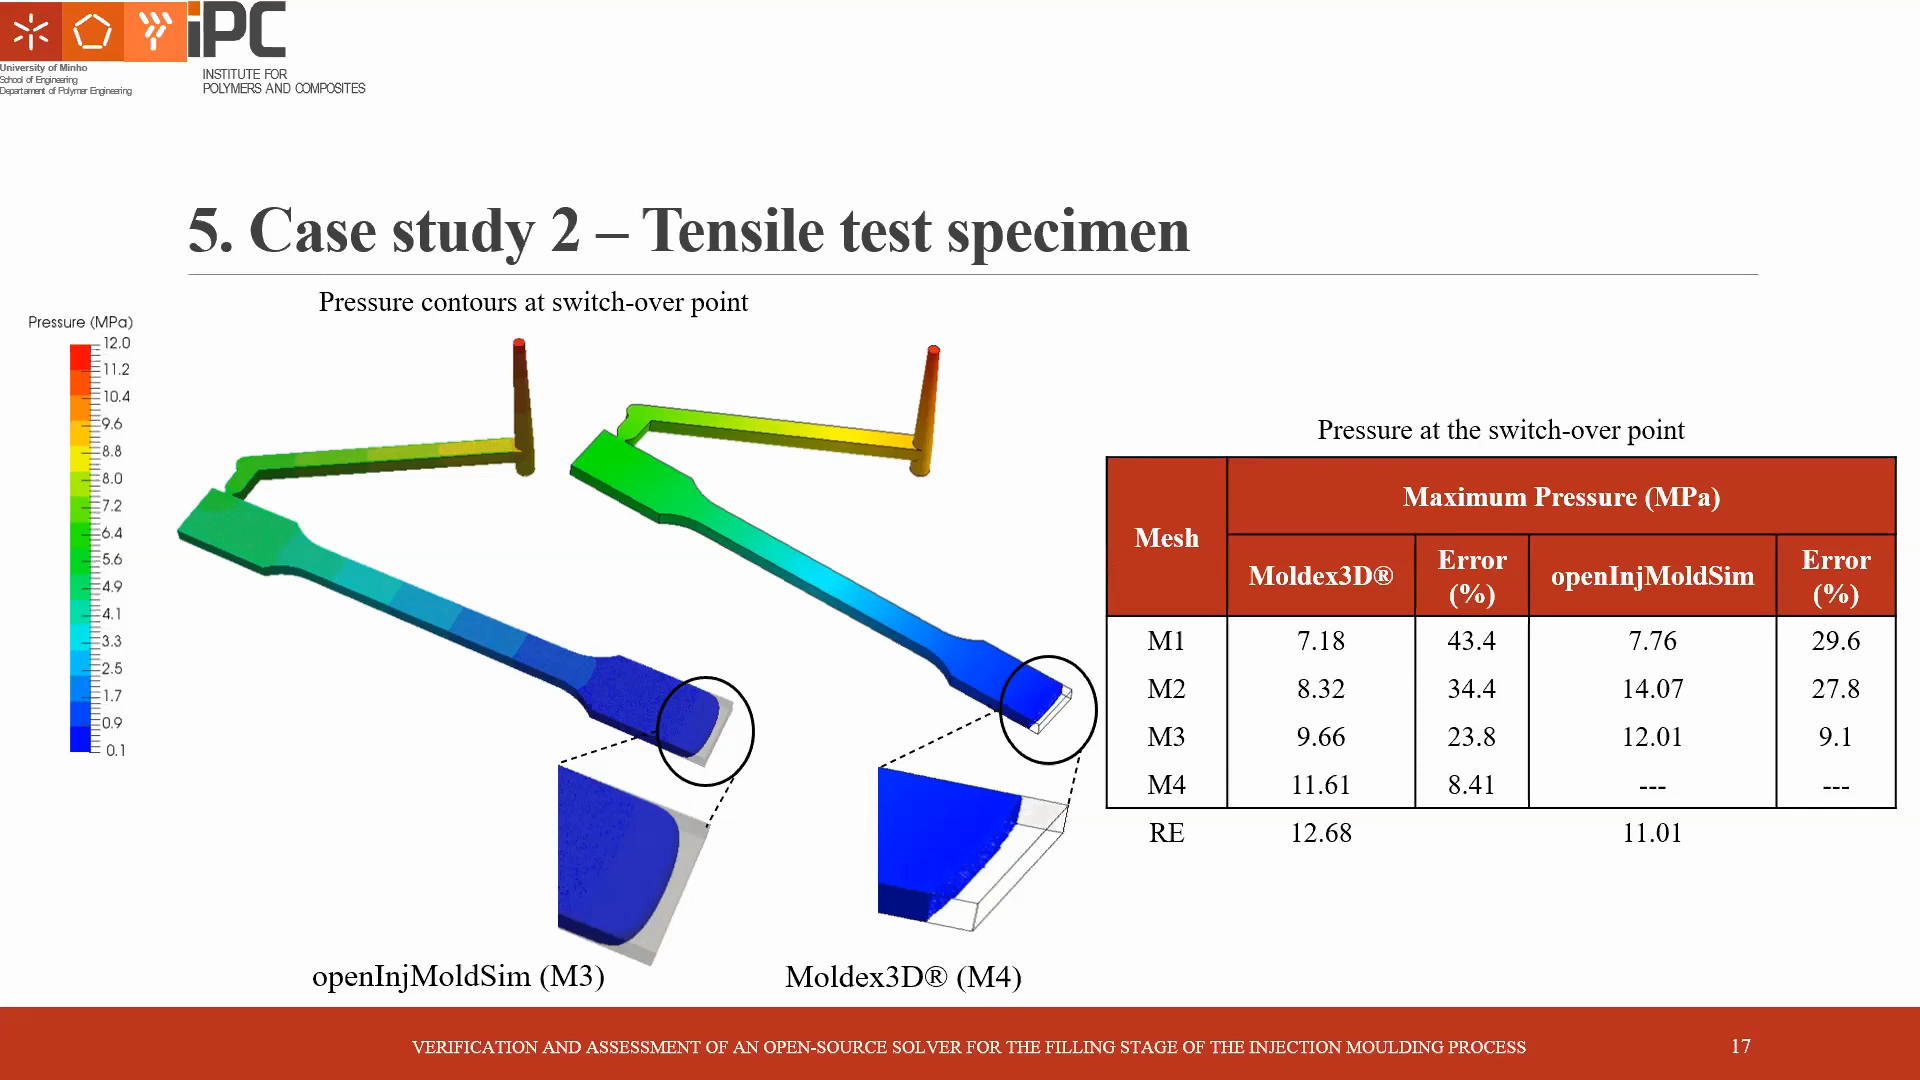 iPC
University of Minho
School of Engineering
Departament of Polymer Engineering
INSTITUTE FOR
POLYMERS AND COMPOSITES
5. Case study 2 – Tensile test specimen
Pressure contours at switch-over point
Pressure (MPa)
12.0
11.2
10.4
9.6
8.8
8.0
7.2
6.4
5.6
4.9
4.1
3.3
2.5
1.7
0.9
0.1
openInjMoldSim (M3)
Moldex3D® (M4)
Pressure at the switch-over point
Mesh Maximum Pressure (MPa)
Moldex3D® Error (%) openInjMoldSim Error (%)
M1 7.18 43.4 7.76 29.6
M2 8.32 34.4 14.07 27.8
M3 9.66 23.8 12.01 9.1
M4 11.61 8.41 --- ---
RE 12.68 11.01
VERIFICATION AND ASSESSMENT OF AN OPEN-SOURCE SOLVER FOR THE FILLING STAGE OF THE INJECTION MOULDING PROCESS
17